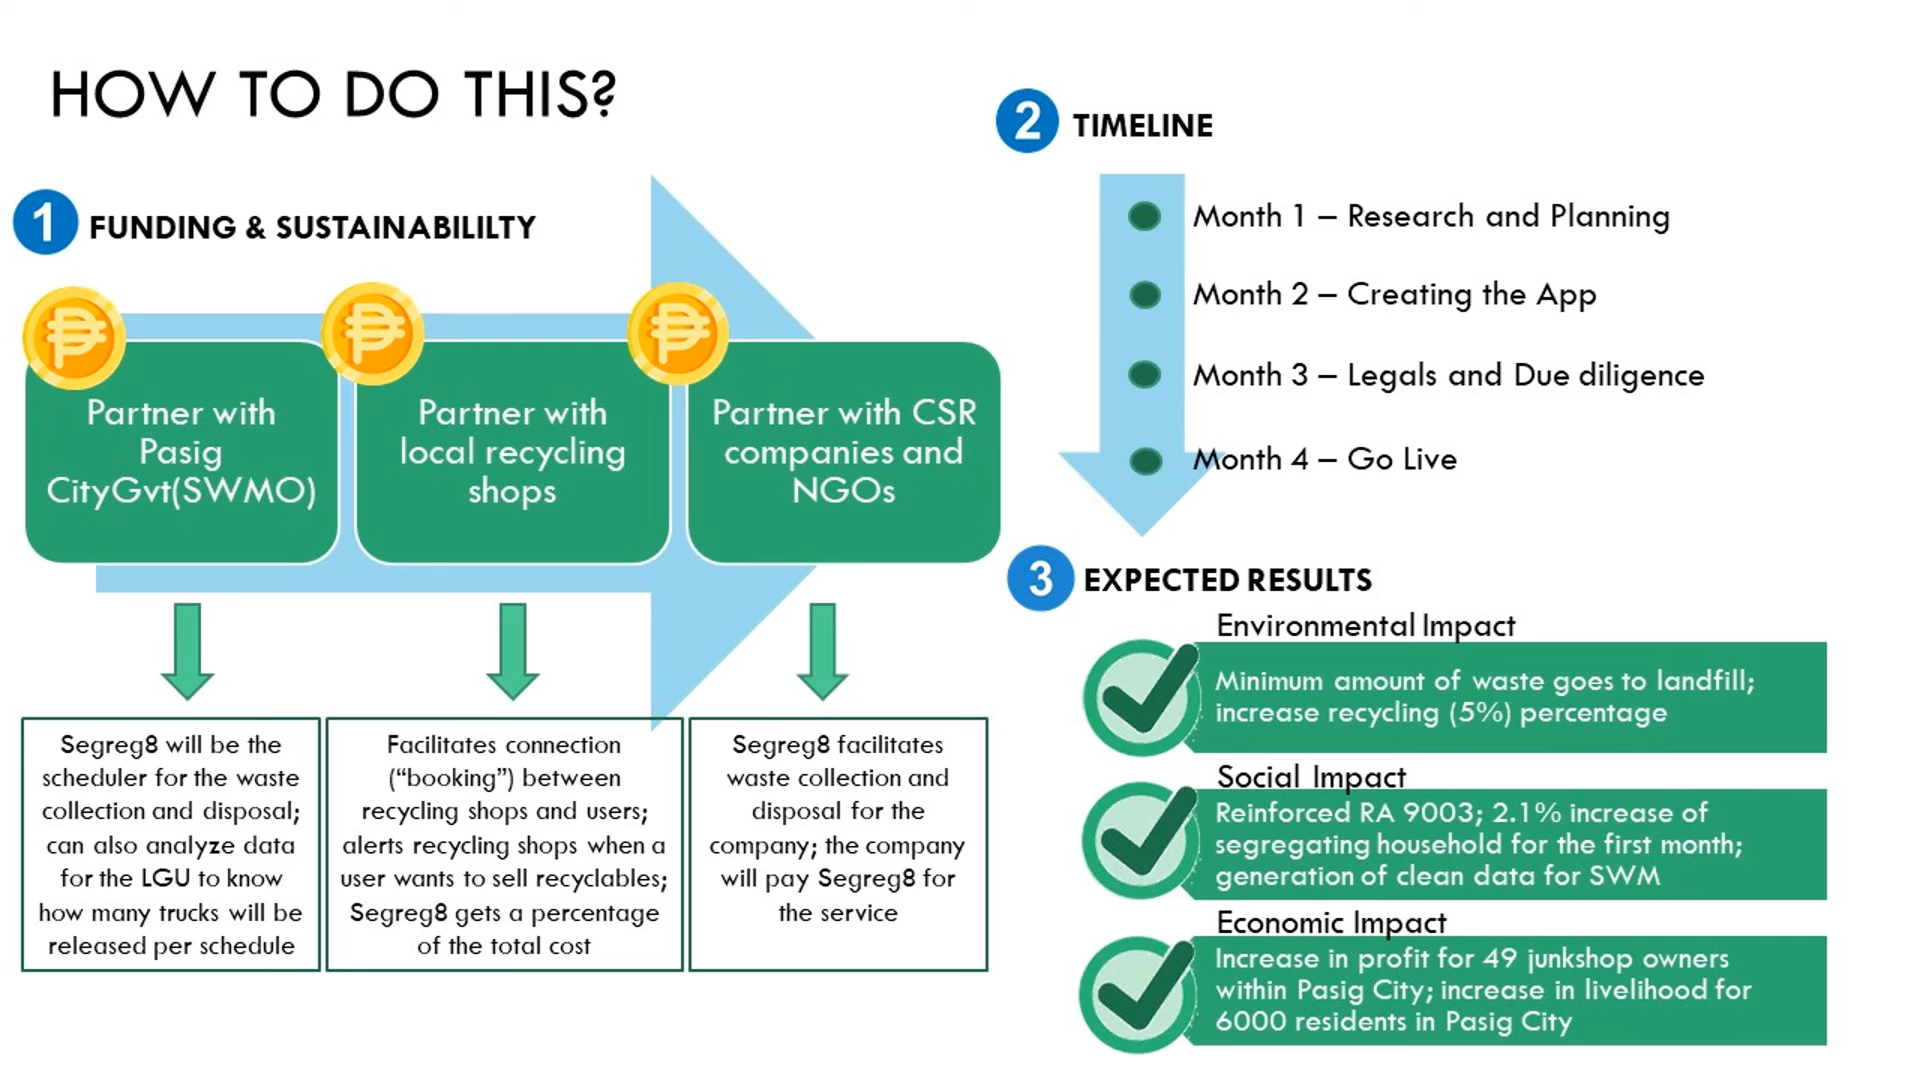 HOW TO DO THIS?
1
FUNDING & SUSTAINABILILTY
Partner with
Pasig
CityGvt(SWMO)
Partner with
local recycling
shops
Partner with CSR
companies and
NGOs
Segreg8 will be the
scheduler for the waste
collection and disposal;
can also analyze data
for the LGU to know
how many trucks will be
released per schedule
Facilitates connection
(“booking”) between
recycling shops and users;
alerts recycling shops when a
user wants to sell recyclables;
Segreg8 gets a percentage
of the total cost
Segreg8 facilitates
waste collection and
disposal for the
company; the company
will pay Segreg8 for
the service
2
TIMELINE
Month 1 – Research and Planning
Month 2 – Creating the App
Month 3 – Legals and Due diligence
Month 4 – Go Live
3
EXPECTED RESULTS
Environmental Impact
Minimum amount of waste goes to landfill;
increase recycling (5%) percentage
Social Impact
Reinforced RA 9003; 2.1% increase of
segregating household for the first month;
generation of clean data for SWM
Economic Impact
Increase in profit for 49 junkshop owners
within Pasig City; increase in livelihood for
6000 residents in Pasig City